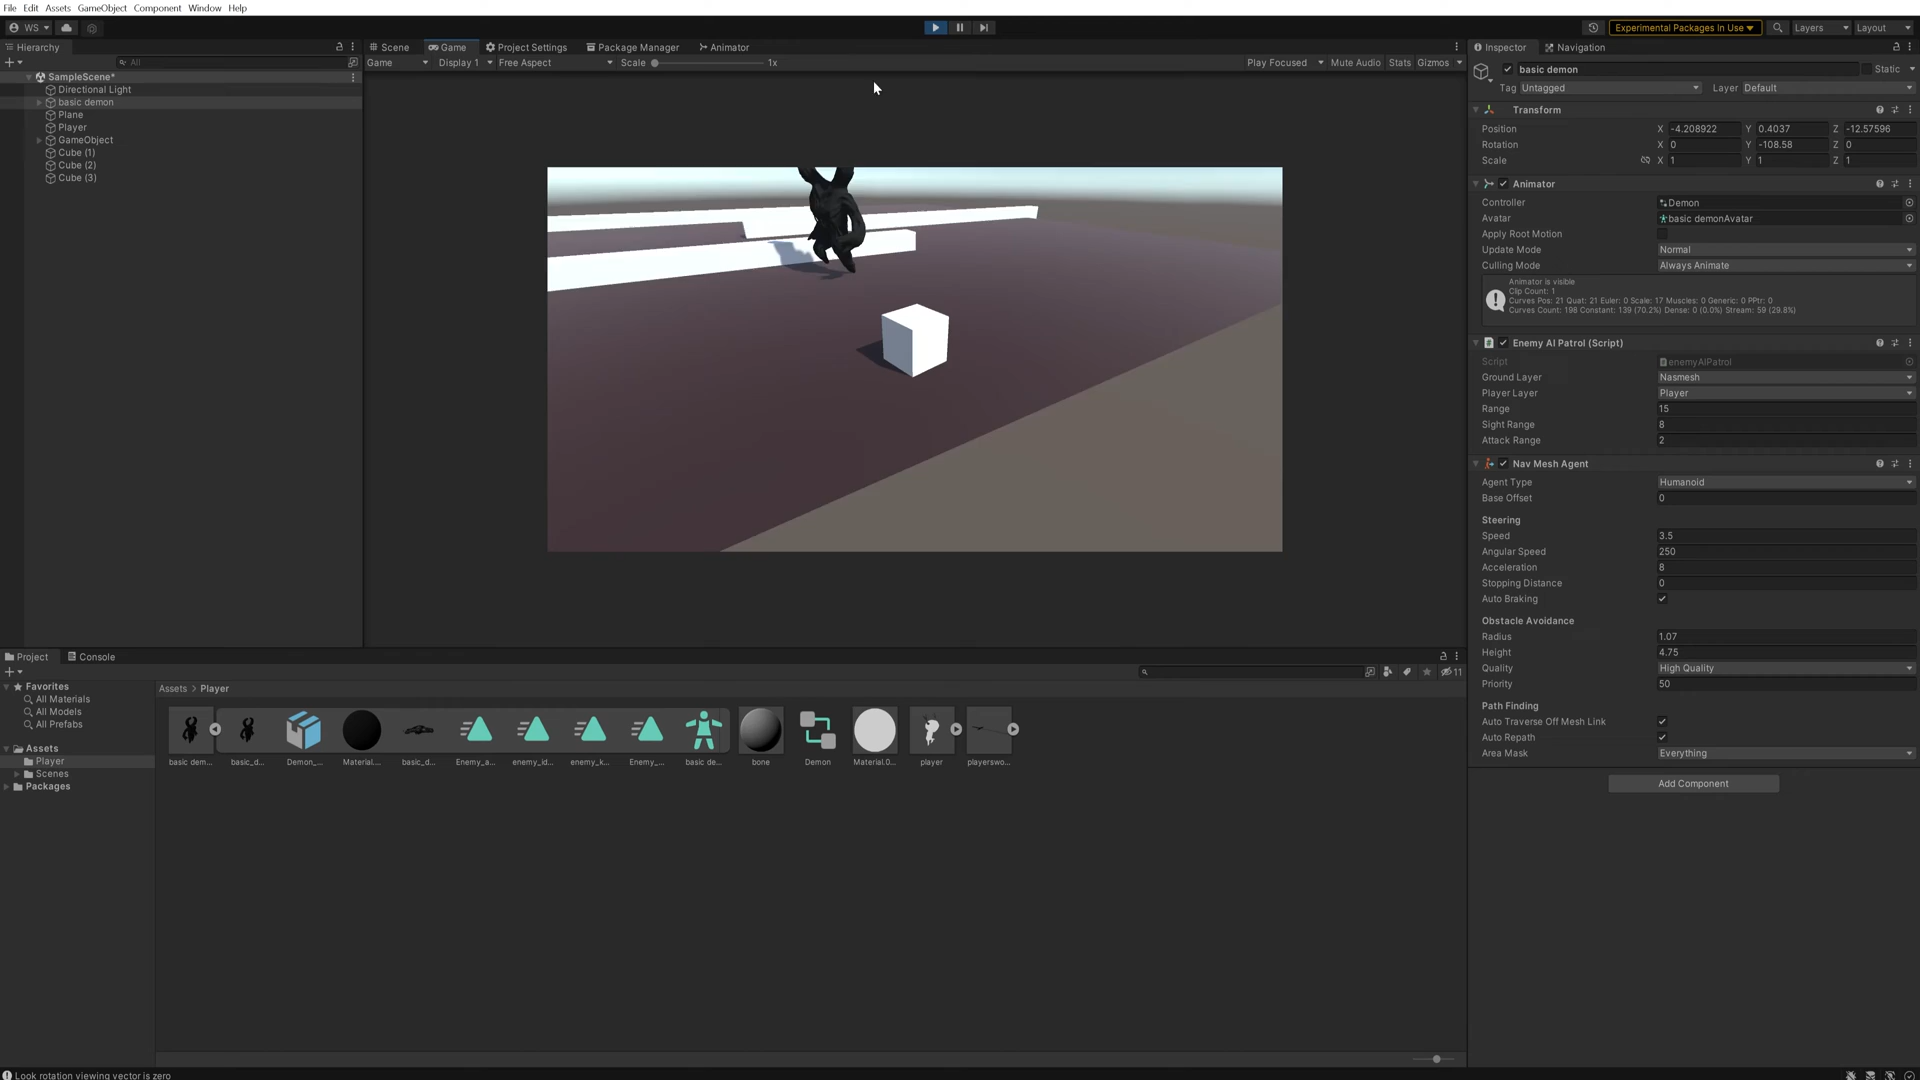 File Edit Assets GameObject Component Window Help
WS
Experimental Packages In Use
Layers
Layout
Hierarchy
Scene
Game
Project Settings
Package Manager
Animator
Inspector
Navigation
All
Game
Display 1
Free Aspect
Scale
1x
Play Focused
Mute Audio
Stats
Gizmos
SampleScene*
Directional Light
basic demon
Plane
Player
GameObject
Cube (1)
Cube (2)
Cube (3)
basic demon
Static
Tag Untagged
Layer Default
Transform
Position X -4.208922 Y 0.4037 Z -12.57596
Rotation X 0 Y -108.58 Z 0
Scale X 1 Y 1 Z 1
Animator
Controller Demon
Avatar basic demonAvatar
Apply Root Motion
Update Mode Normal
Culling Mode Always Animate
Animator is visible
Clip Count: 1
Curves Pos: 21 Quat: 21 Euler: 0 Scale: 17 Muscles: 0 Generic: 0 PPtr: 0
Curves Count: 198 Constant: 139 (70.2%) Dense: 0 (0.0%) Stream: 59 (29.8%)
Enemy AI Patrol (Script)
Script enemyAIPatrol
Ground Layer Nasmesh
Player Layer Player
Range 15
Sight Range 8
Attack Range 2
Nav Mesh Agent
Agent Type Humanoid
Base Offset 0
Steering
Speed 3.5
Angular Speed 250
Acceleration 8
Stopping Distance 0
Auto Braking
Obstacle Avoidance
Radius 1.07
Height 4.75
Quality High Quality
Priority 50
Path Finding
Auto Traverse Off Mesh Link
Auto Repath
Area Mask Everything
Add Component
Project
Console
11
Favorites
All Materials
All Models
All Prefabs
Assets
Player
Scenes
Packages
Assets > Player
basic dem...
basic_d...
Demon_...
Material....
basic_d...
Enemy_a...
enemy_id...
enemy_k...
Enemy_...
basic de...
bone
Demon
Material.0...
player
playerswo...
Look rotation viewing vector is zero